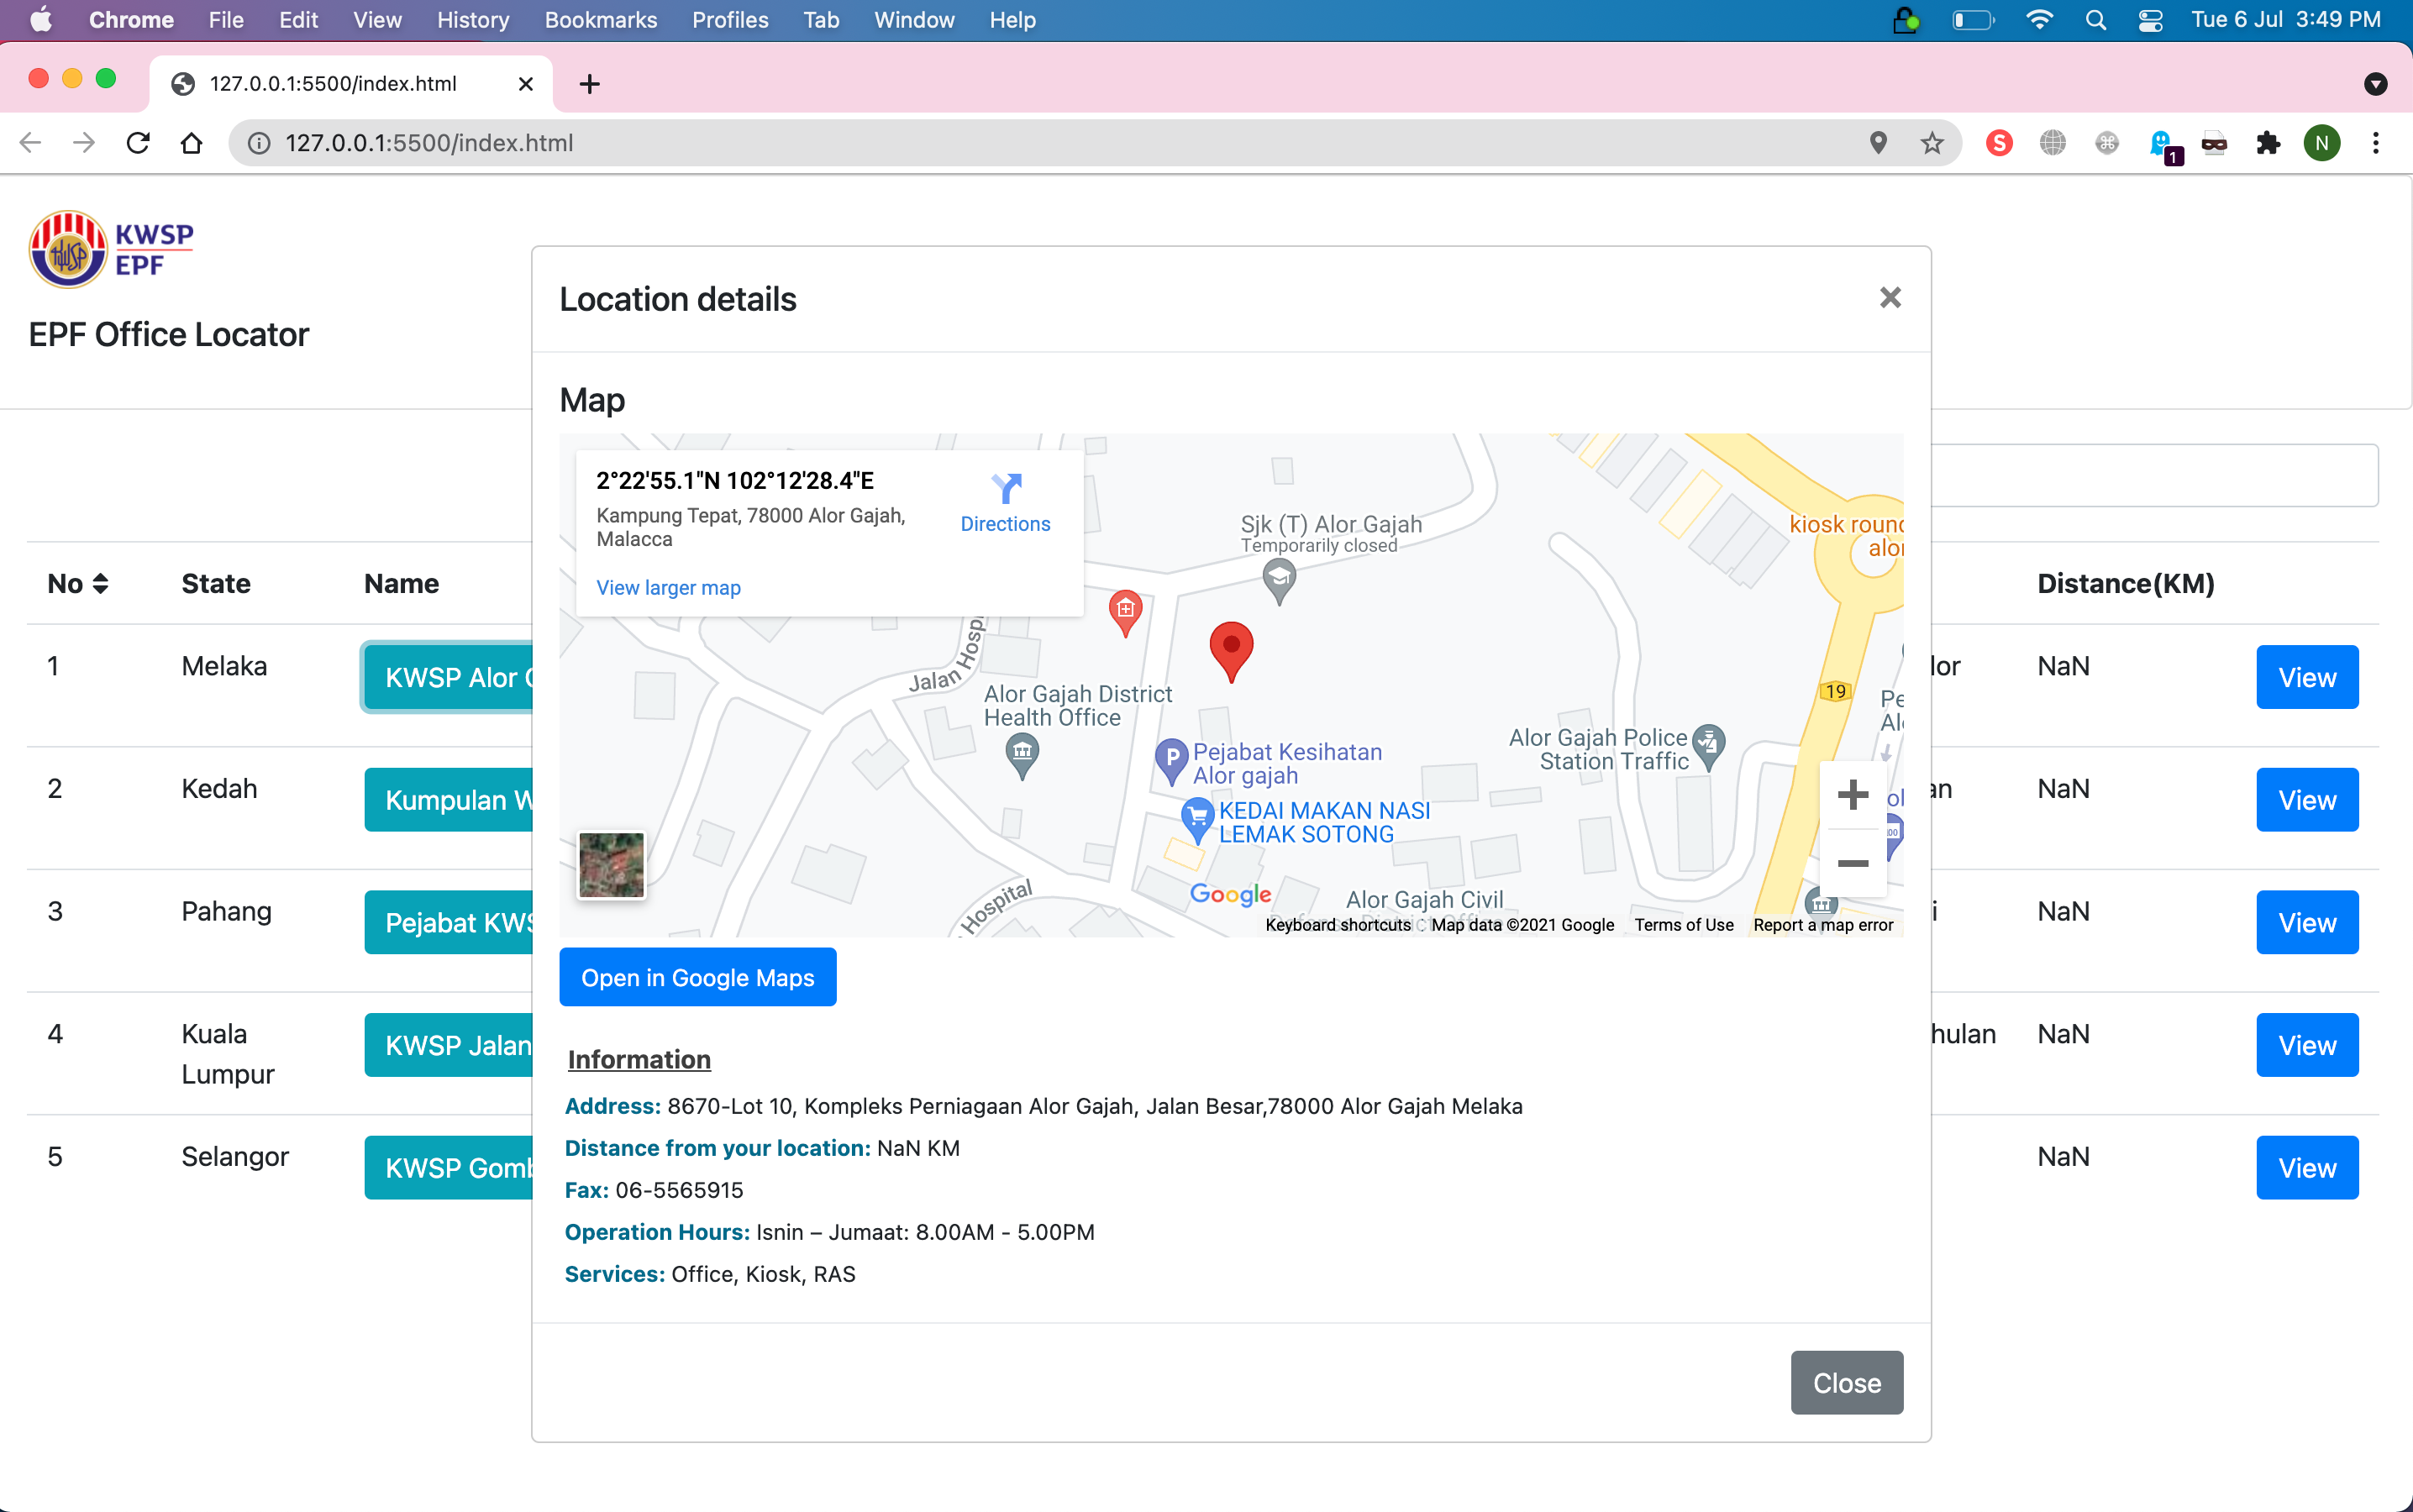 Chrome File Edit View History Bookmarks Profiles Tab Window Help Tue 6 Jul 3:49 PM
127.0.0.1:5500/index.html
127.0.0.1:5500/index.html
1
N
KWSP
EPF
EPF Office Locator
Location details
Map
2°22'55.1"N 102°12'28.4"E
Kampung Tepat, 78000 Alor Gajah,
Malacca
Directions
View larger map
Sjk (T) Alor Gajah
Temporarily closed
kiosk round
alor
Jalan Hospi
Alor Gajah District
Health Office
19
Pe
Al
Pejabat Kesihatan
Alor gajah
Alor Gajah Police
Station Traffic
KEDAI MAKAN NASI
LEMAK SOTONG
ol
Hospital
Google
Alor Gajah Civil
Defense District Office
Keyboard shortcuts Map data ©2021 Google Terms of Use Report a map error
Open in Google Maps
Information
Address: 8670-Lot 10, Kompleks Perniagaan Alor Gajah, Jalan Besar,78000 Alor Gajah Melaka
Distance from your location: NaN KM
Fax: 06-5565915
Operation Hours: Isnin – Jumaat: 8.00AM - 5.00PM
Services: Office, Kiosk, RAS
Close
No State Name Distance(KM)
1 Melaka KWSP Alor G lor NaN View
2 Kedah Kumpulan W an NaN View
3 Pahang Pejabat KWS i NaN View
4 Kuala Lumpur KWSP Jalan hulan NaN View
5 Selangor KWSP Gomb NaN View